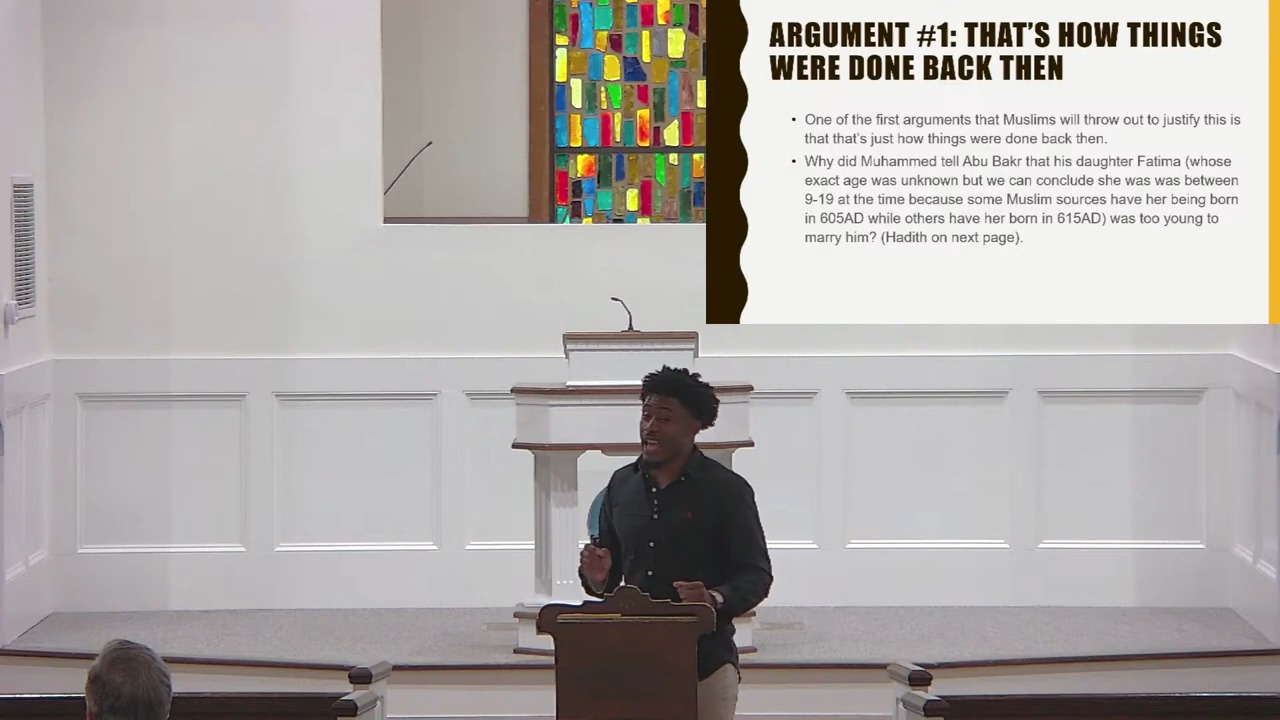 ARGUMENT #1: THAT'S HOW THINGS
WERE DONE BACK THEN
• One of the first arguments that Muslims will throw out to justify this is
that that's just how things were done back then.
• Why did Muhammed tell Abu Bakr that his daughter Fatima (whose
exact age was unknown but we can conclude she was was between
9-19 at the time because some Muslim sources have her being born
in 605AD while others have her born in 615AD) was too young to
marry him? (Hadith on next page).